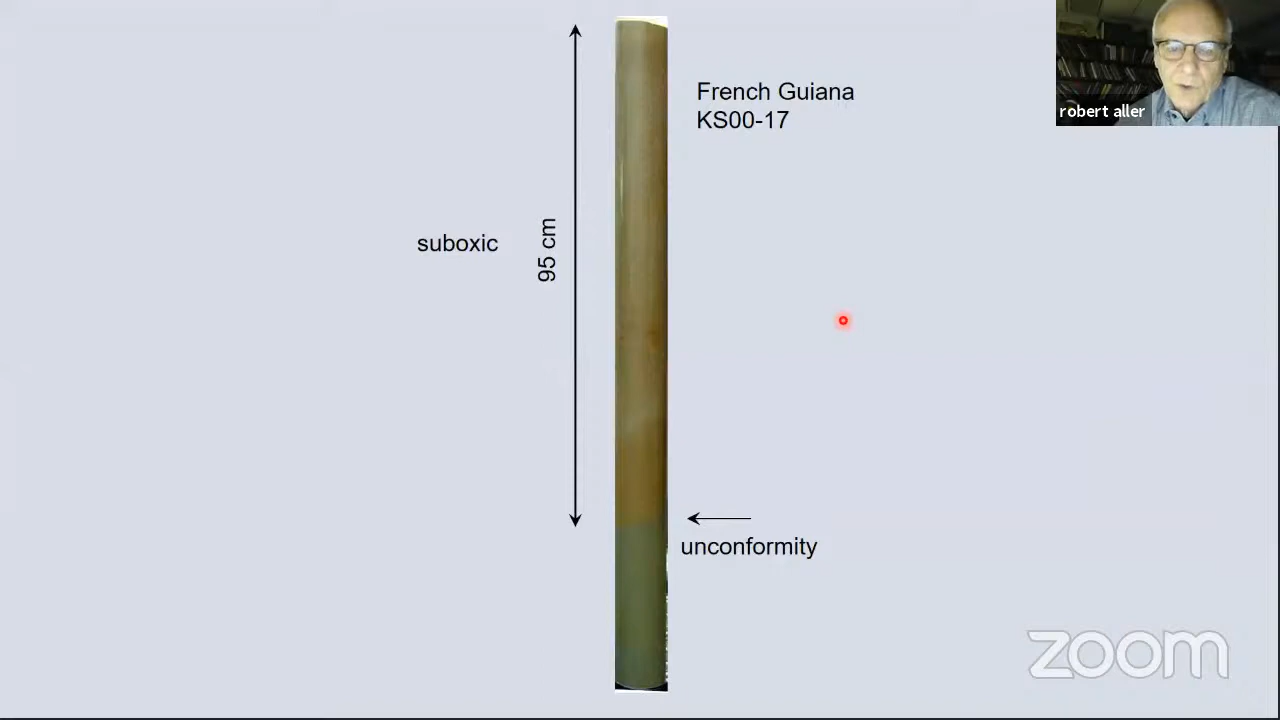 French Guiana
KS00-17
robert aller
suboxic
95 cm
unconformity
zoom